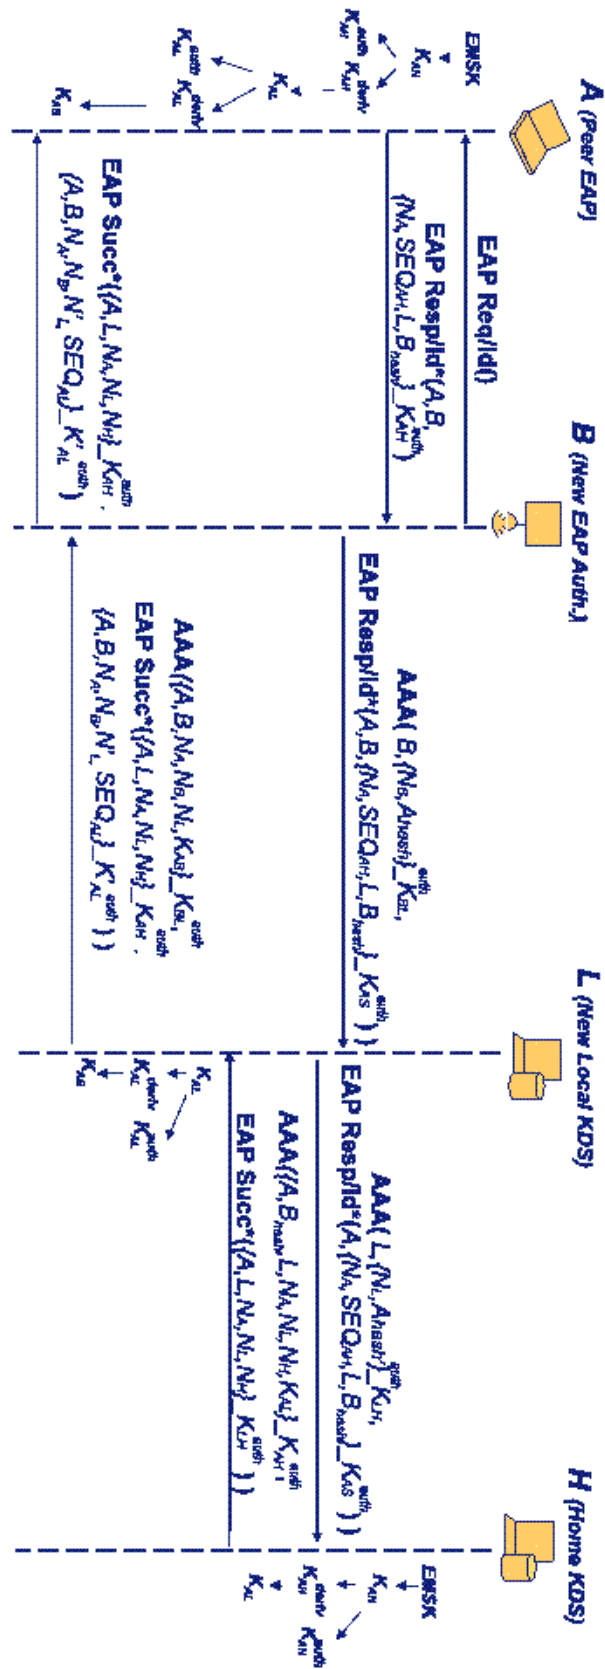 A (Peer EAP)
B (New EAP Auth.)
L (New Local KDS)
H (Home KDS)
EMSK
K_AH
K_AH^auth K_AH^deriv
K_AL
K_AL^auth K_AL^deriv
K_AB
EAP Req/Id()
EAP Resp/Id*(A,B,
{N_A,SEQ_AH,L,B_hash}_K_AH^auth)
AAA( B,{N_B,Ahash}_K_BL^auth,
EAP Resp/Id*(A,B,{N_A,SEQ_AH,L,B_hash}_K_AS^auth))
AAA( L,{N_L,Ahash'}_K_LH^auth,
EAP Resp/Id*(A,{N_A,SEQ_AH,L,B_hash}_K_AS^auth))
AAA({A,B_hash,L,N_A,N_L,N_H,K_AL}_K_AH^auth,
EAP Succ*({A,L,N_A,N_L,N_H}_K_LH^auth))
EMSK
K_AH
K_AH^deriv K_AH^auth
K_AL
K_AL
K_AL^deriv K_AL^auth
K_AB
AAA({A,B,N_A,N_B,N_L,K_AB}_K_BL^auth,
EAP Succ*({A,L,N_A,N_L,N_H}_K_AH^auth,
{A,B,N_A,N_B,N'_L,SEQ_AL}_K'_AL^auth))
EAP Succ*({A,L,N_A,N_L,N_H}_K_AH^auth,
{A,B,N_A,N_B,N'_L,SEQ_AL}_K'_AL^auth)